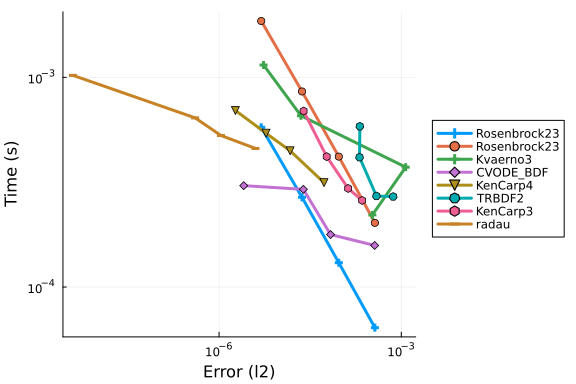 10⁻³
10⁻⁴
Time (s)
10⁻⁶
10⁻³
Error (l2)
Rosenbrock23
Rosenbrock23
Kvaerno3
CVODE_BDF
KenCarp4
TRBDF2
KenCarp3
radau